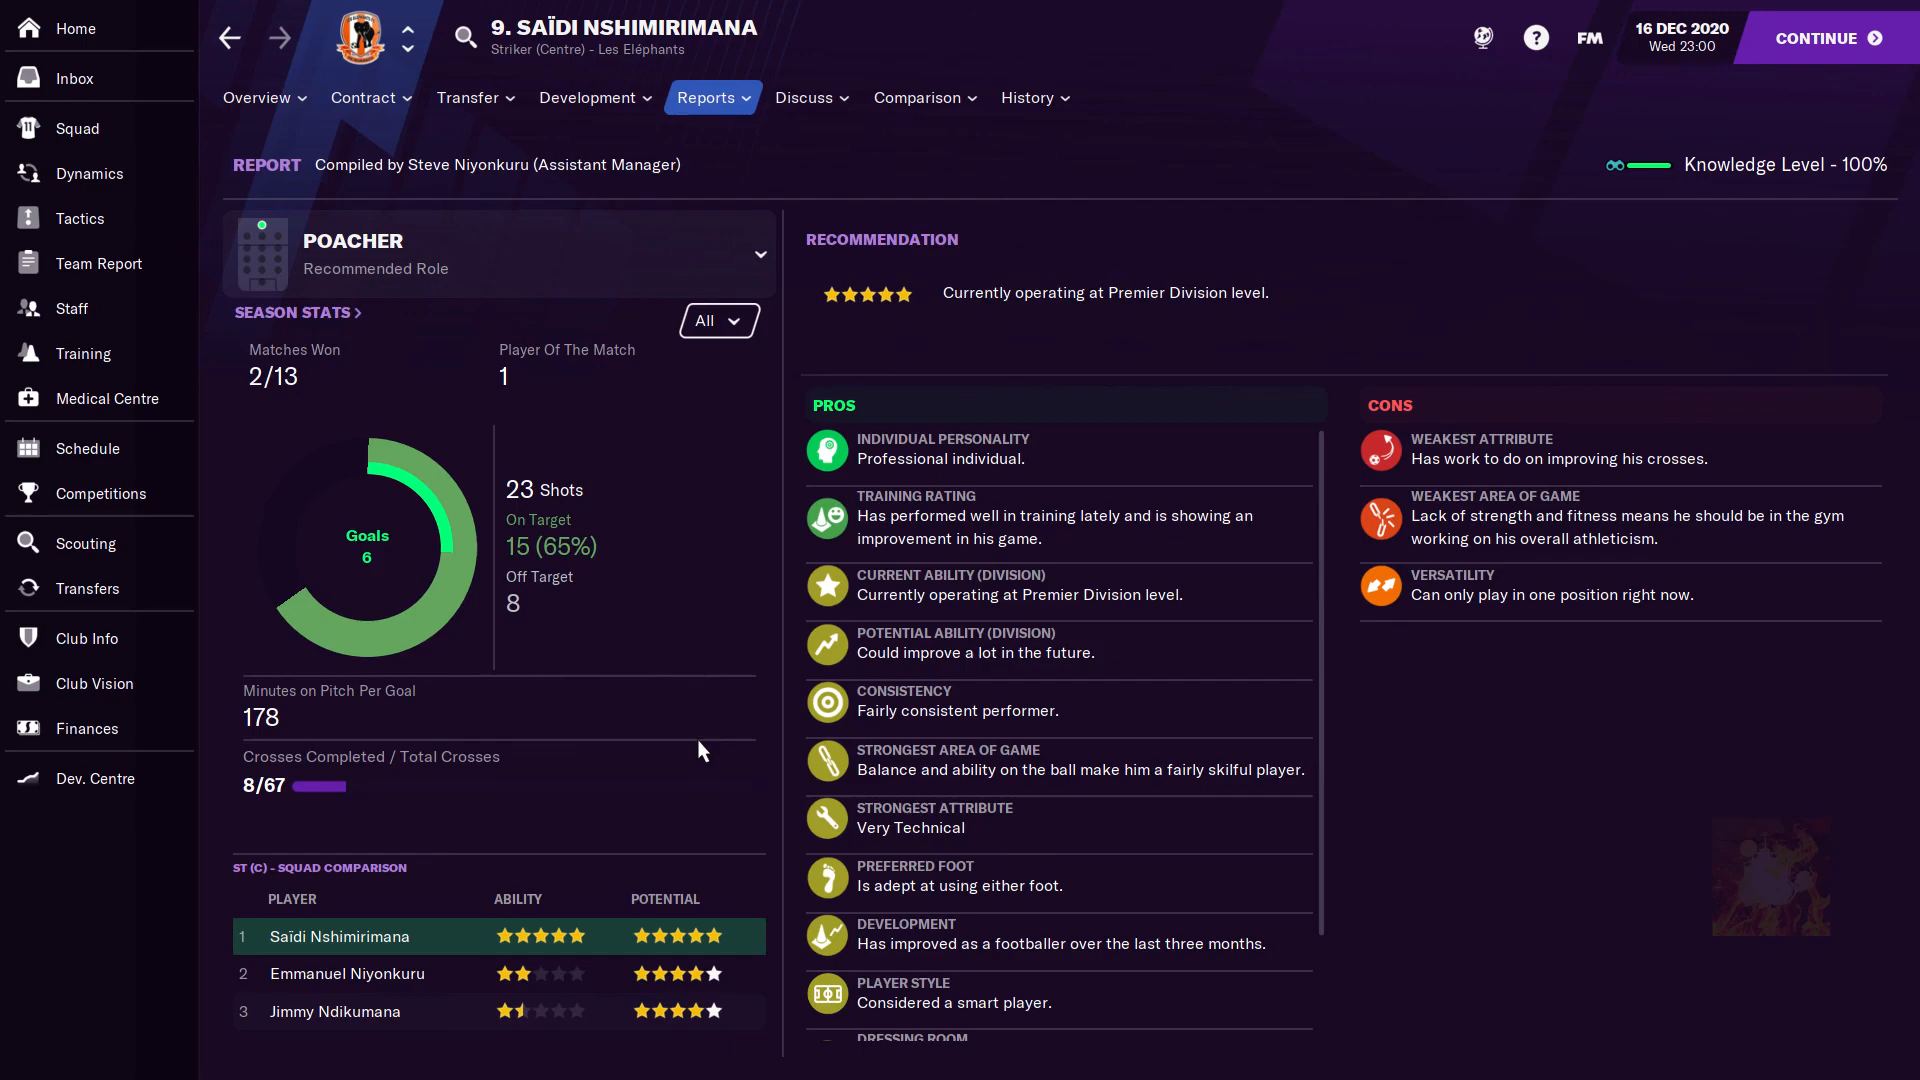 Home
Inbox
Squad
Dynamics
Tactics
Team Report
Staff
Training
Medical Centre
Schedule
Competitions
Scouting
Transfers
Club Info
Club Vision
Finances
Dev. Centre
9. SAÏDI NSHIMIRIMANA
Striker (Centre) - Les Eléphants
FM
16 DEC 2020
Wed 23:00
CONTINUE
Overview Contract Transfer Development Reports Discuss Comparison History
REPORT Compiled by Steve Niyonkuru (Assistant Manager)
Knowledge Level - 100%
POACHER
Recommended Role
SEASON STATS >
All
Matches Won
2/13
Player Of The Match
1
Goals
6
23 Shots
On Target
15 (65%)
Off Target
8
Minutes on Pitch Per Goal
178
Crosses Completed / Total Crosses
8/67
ST (C) - SQUAD COMPARISON
PLAYER ABILITY POTENTIAL
1 Saïdi Nshimirimana
2 Emmanuel Niyonkuru
3 Jimmy Ndikumana
RECOMMENDATION
Currently operating at Premier Division level.
PROS
INDIVIDUAL PERSONALITY
Professional individual.
TRAINING RATING
Has performed well in training lately and is showing an
improvement in his game.
CURRENT ABILITY (DIVISION)
Currently operating at Premier Division level.
POTENTIAL ABILITY (DIVISION)
Could improve a lot in the future.
CONSISTENCY
Fairly consistent performer.
STRONGEST AREA OF GAME
Balance and ability on the ball make him a fairly skilful player.
STRONGEST ATTRIBUTE
Very Technical
PREFERRED FOOT
Is adept at using either foot.
DEVELOPMENT
Has improved as a footballer over the last three months.
PLAYER STYLE
Considered a smart player.
DRESSING ROOM
CONS
WEAKEST ATTRIBUTE
Has work to do on improving his crosses.
WEAKEST AREA OF GAME
Lack of strength and fitness means he should be in the gym
working on his overall athleticism.
VERSATILITY
Can only play in one position right now.